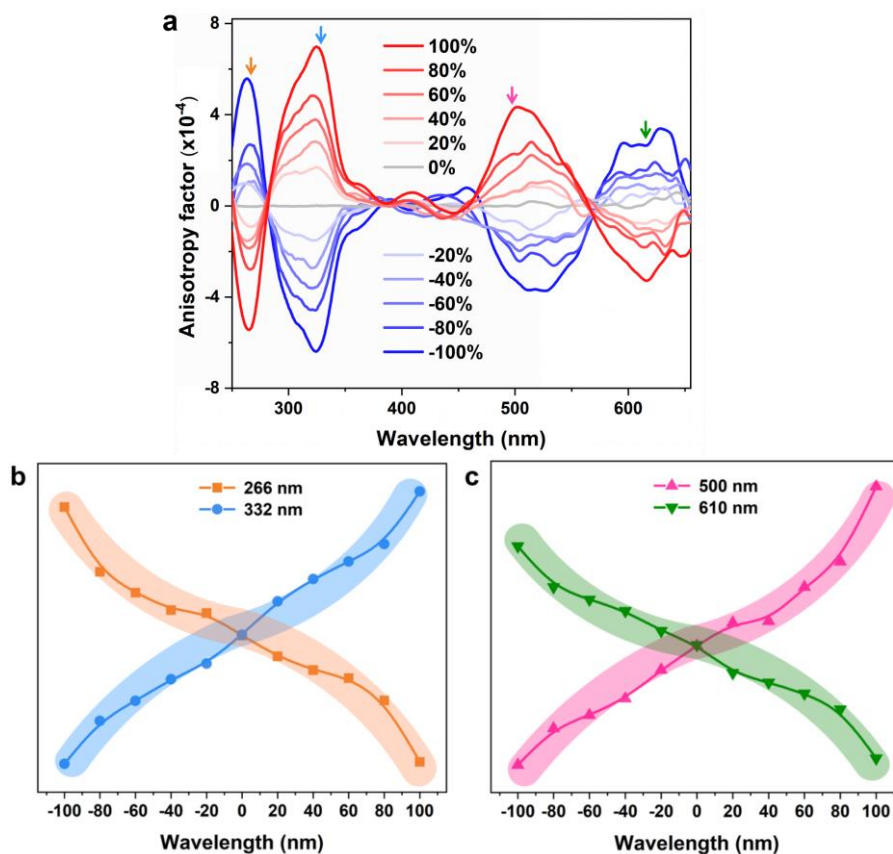 a
8
4
0
-4
-8
Anisotropy factor (x10⁻⁴)
100%
80%
60%
40%
20%
0%
-20%
-40%
-60%
-80%
-100%
300 400 500 600
Wavelength (nm)
b
266 nm
332 nm
-100 -80 -60 -40 -20 0 20 40 60 80 100
Wavelength (nm)
c
500 nm
610 nm
-100 -80 -60 -40 -20 0 20 40 60 80 100
Wavelength (nm)